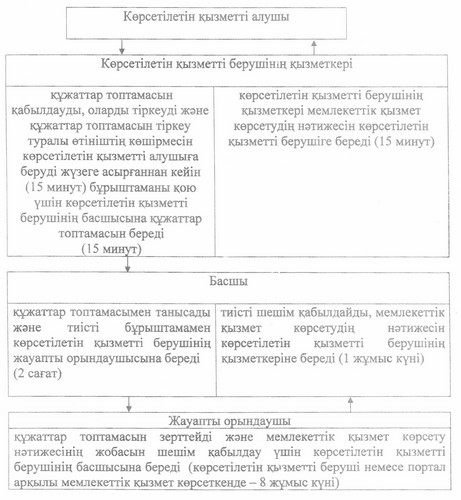 Көрсетілетін қызметті алушы
Көрсетілетін қызметті берушінің қызметкері
құжаттар топтамасын
қабылдауды, оларды тіркеуді және
құжаттар топтамасын тіркеу
туралы өтініштің көшірмесін
көрсетілетін қызметті алушыға
беруді жүзеге асырғаннан кейін
(15 минут) бұрыштаманы қою
үшін көрсетілетін қызметті
берушінің басшысына құжаттар
топтамасын береді
(15 минут)
көрсетілетін қызметті берушінің
қызметкері мемлекеттік қызмет
көрсетудің нәтижесін көрсетілетін
қызметті берушіге береді (15 минут)
Басшы
құжаттар топтамасымен танысады
және тиісті бұрыштамамен
көрсетілетін қызметті берушінің
жауапты орындаушысына береді
(2 сағат)
тиісті шешім қабылдайды, мемлекеттік
қызмет көрсетудің нәтижесін
көрсетілетін қызметті берушінің
қызметкеріне береді (1 жұмыс күні)
Жауапты орындаушы
құжаттар топтамасын зерттейді және мемлекеттік қызмет көрсету
нәтижесінің жобасын шешім қабылдау үшін көрсетілетін қызметті
берушінің басшысына береді (көрсетілетін қызметті беруші немесе портал
арқылы мемлекеттік қызмет көрсеткенде – 8 жұмыс күні)